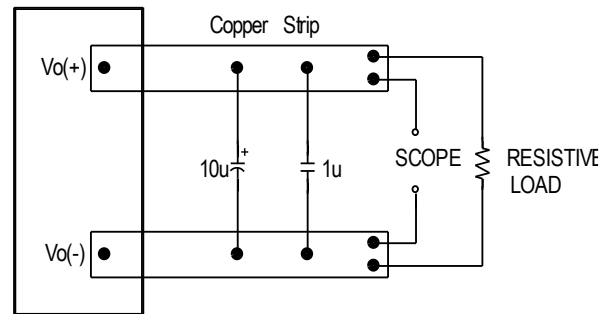 Copper Strip
Vo(+)
10u
+
1u
SCOPE
RESISTIVE
LOAD
Vo(-)